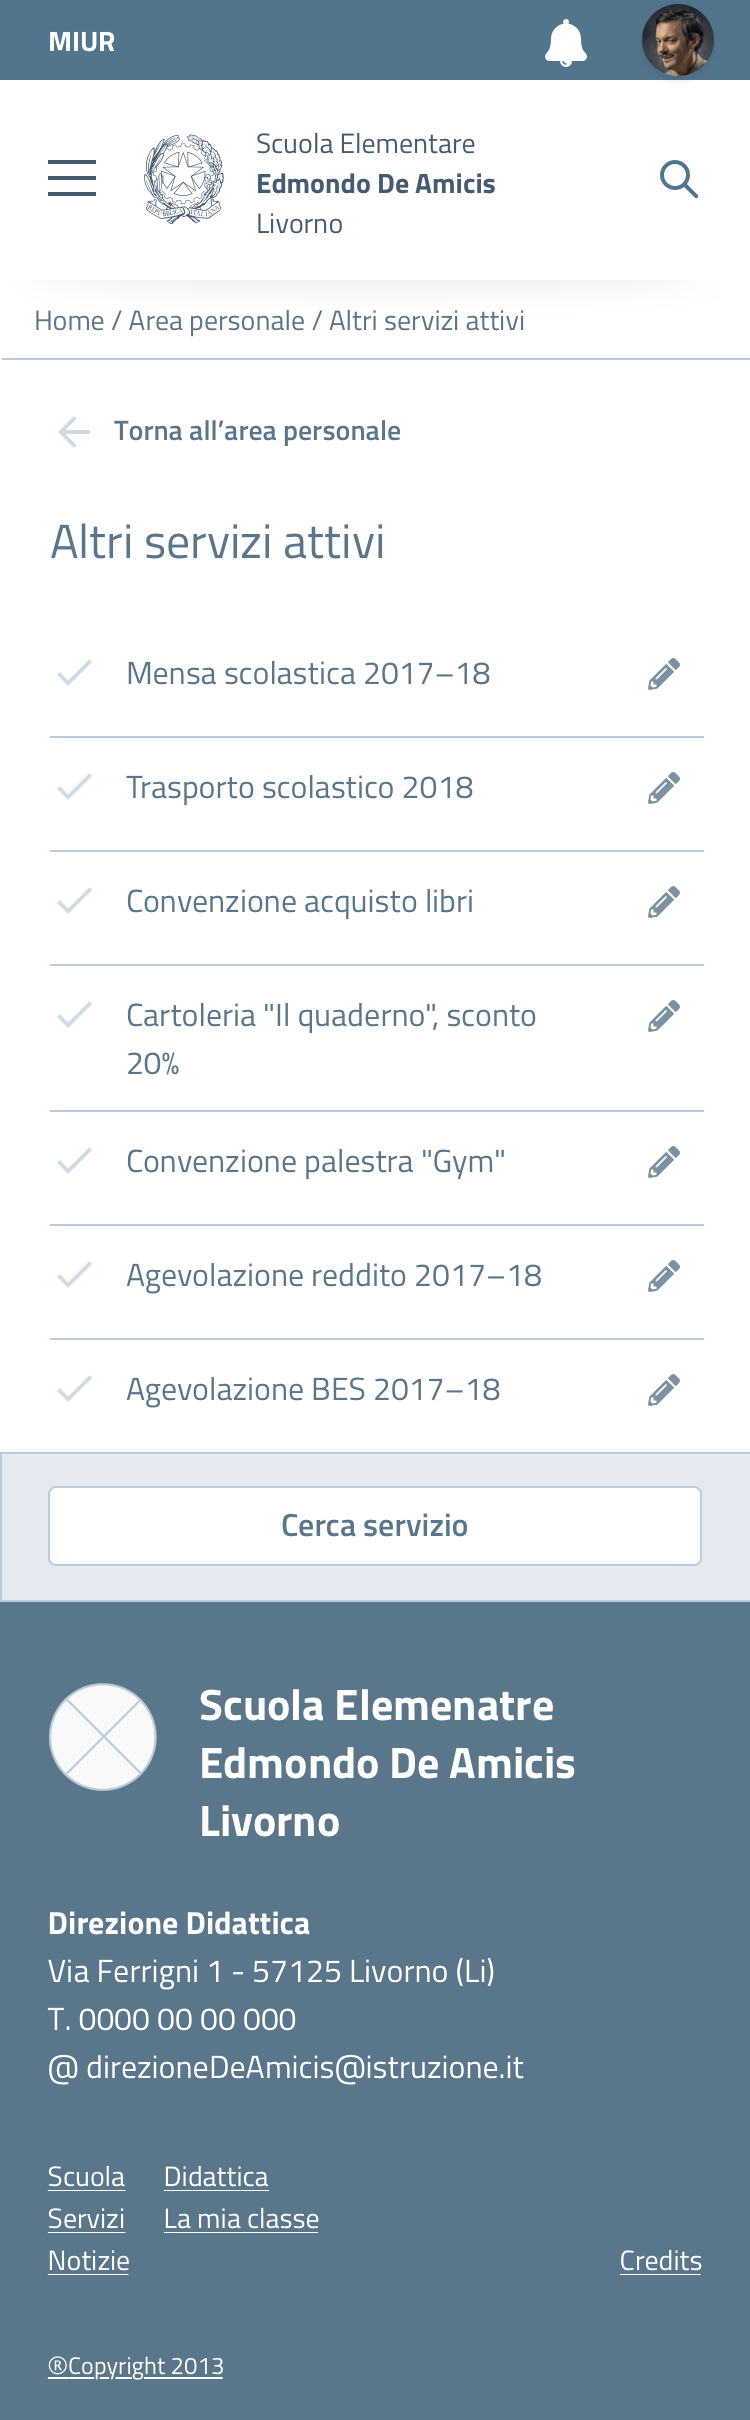 MIUR
Scuola Elementare
Edmondo De Amicis
Livorno
REPVBBLICA ITALIANA
Home / Area personale / Altri servizi attivi
Torna all’area personale
Altri servizi attivi
Mensa scolastica 2017–18
Trasporto scolastico 2018
Convenzione acquisto libri
Cartoleria "Il quaderno", sconto
20%
Convenzione palestra "Gym"
Agevolazione reddito 2017–18
Agevolazione BES 2017–18
Cerca servizio
Scuola Elemenatre
Edmondo De Amicis
Livorno
Direzione Didattica
Via Ferrigni 1 - 57125 Livorno (Li)
T. 0000 00 00 000
@ direzioneDeAmicis@istruzione.it
Scuola Didattica
Servizi La mia classe
Notizie Credits
®Copyright 2013